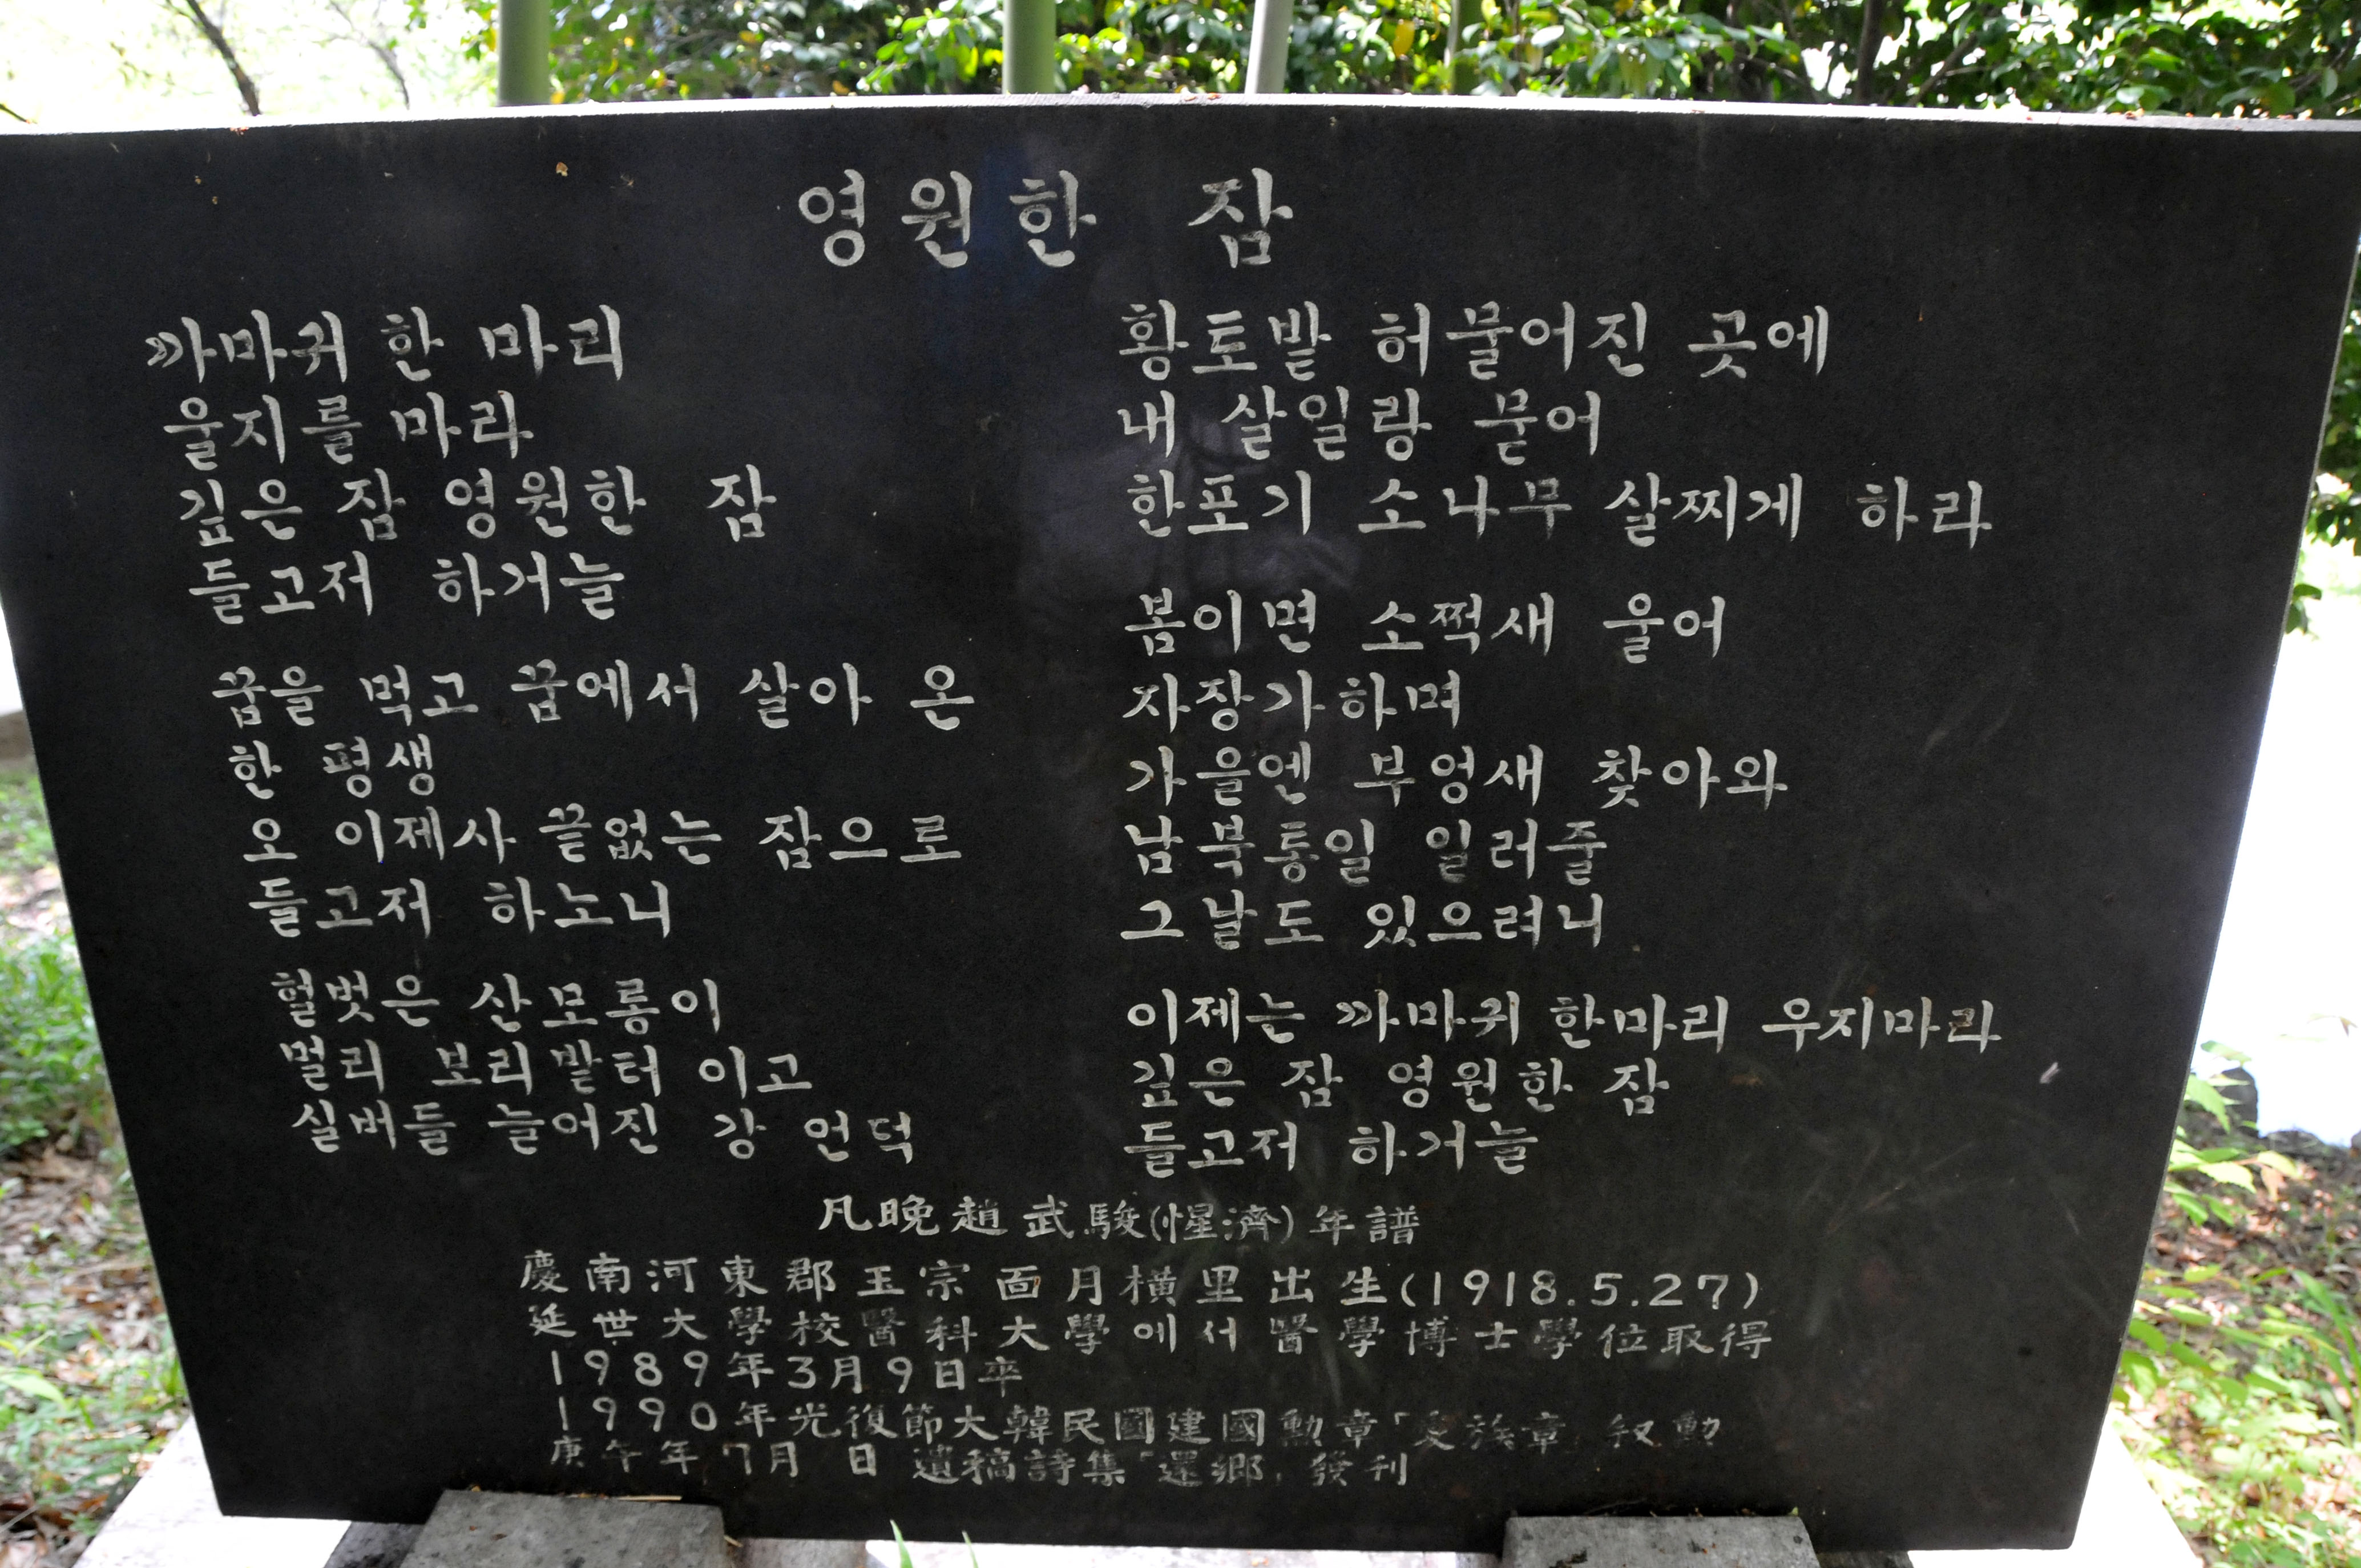 영원한 잠
까마귀 한 마리
울지를 마라
깊은 잠 영원한 잠
들고저 하거늘
꿈을 먹고 꿈에서 살아 온
한 평생
오 이제사 끝없는 잠으로
들고저 하노니
헐벗은 산모롱이
멀리 보리밭터 이고
실버들 늘어진 강 언덕
황토밭 허물어진 곳에
내 살일랑 묻어
한포기 소나무 살찌게 하라
봄이면 소쩍새 울어
자장가하며
가을엔 부엉새 찾아와
남북통일 일러줄
그날도 있으려니
이제는 까마귀 한마리 우지마라
깊은 잠 영원한 잠
들고저 하거늘
凡晩趙武駿(惺濟)年譜
慶南河東郡玉宗面月橫里出生(1918.5.27)
延世大學校醫科大學에서 醫學博士學位取得
1989年3月9日卒
1990年光復節大韓民國建國勳章「愛族章」叙勳
庚午年7月 日 遺稿詩集「還鄕」發刊